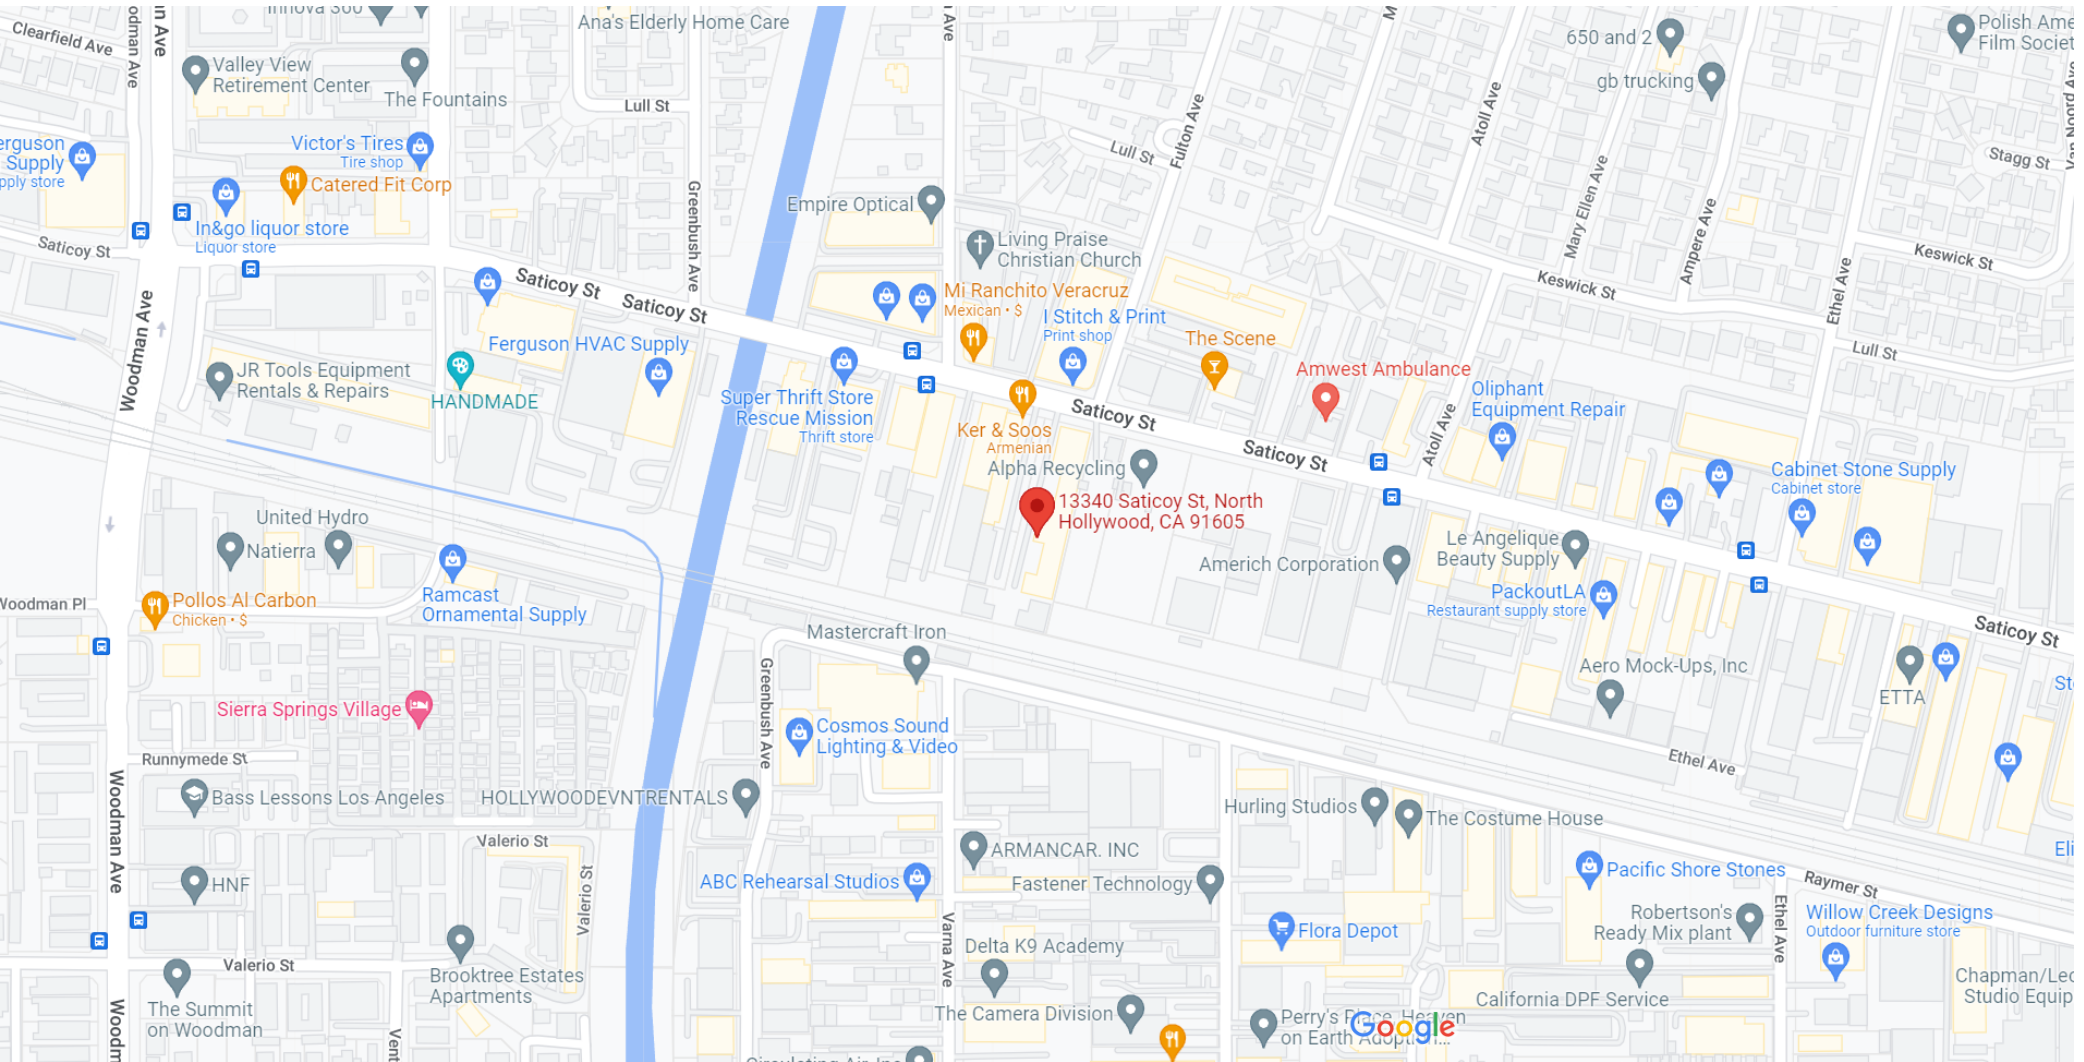 Innova 360
Ana's Elderly Home Care
Clearfield Ave
Valley View
Retirement Center
The Fountains
Lull St
650 and 2
gb trucking
Polish Ame
Film Societ
Victor's Tires
Tire shop
erguson
Supply
pply store
Catered Fit Corp
In&go liquor store
Liquor store
Saticoy St
Greenbush Ave
Lull St
Fulton Ave
Atoll Ave
Mary Ellen Ave
Ampere Ave
Stagg St
Empire Optical
Living Praise
Christian Church
Keswick St
Keswick St
Ethel Ave
Lull St
Saticoy St
Saticoy St
Woodman Ave
Mi Ranchito Veracruz
Mexican • $
I Stitch & Print
Print shop
Ferguson HVAC Supply
JR Tools Equipment
Rentals & Repairs
HANDMADE
The Scene
Amwest Ambulance
Super Thrift Store
Rescue Mission
Thrift store
Oliphant
Equipment Repair
Saticoy St
Atoll Ave
Ker & Soos
Armenian
Alpha Recycling
Saticoy St
Cabinet Stone Supply
Cabinet store
13340 Saticoy St, North
Hollywood, CA 91605
United Hydro
Natierra
Le Angelique
Beauty Supply
Americh Corporation
PackoutLA
Restaurant supply store
Woodman Pl
Pollos Al Carbon
Chicken • $
Ramcast
Ornamental Supply
Saticoy St
Mastercraft Iron
Aero Mock-Ups, Inc
ETTA
Sierra Springs Village
Greenbush Ave
Cosmos Sound
Lighting & Video
Ethel Ave
Runnymede St
Woodman Ave
Bass Lessons Los Angeles
HOLLYWOODEVNTRENTALS
Hurling Studios
The Costume House
Valerio St
Valerio St
ARMANCAR. INC
HNF
ABC Rehearsal Studios
Fastener Technology
Pacific Shore Stones
Raymer St
Varna Ave
Ethel Ave
Flora Depot
Robertson's
Ready Mix plant
Willow Creek Designs
Outdoor furniture store
Valerio St
Delta K9 Academy
Brooktree Estates
Apartments
California DPF Service
Chapman/Leo
Studio Equip
The Summit
on Woodman
The Camera Division
Perry's Place, Heaven
on Earth Adopti...
Google